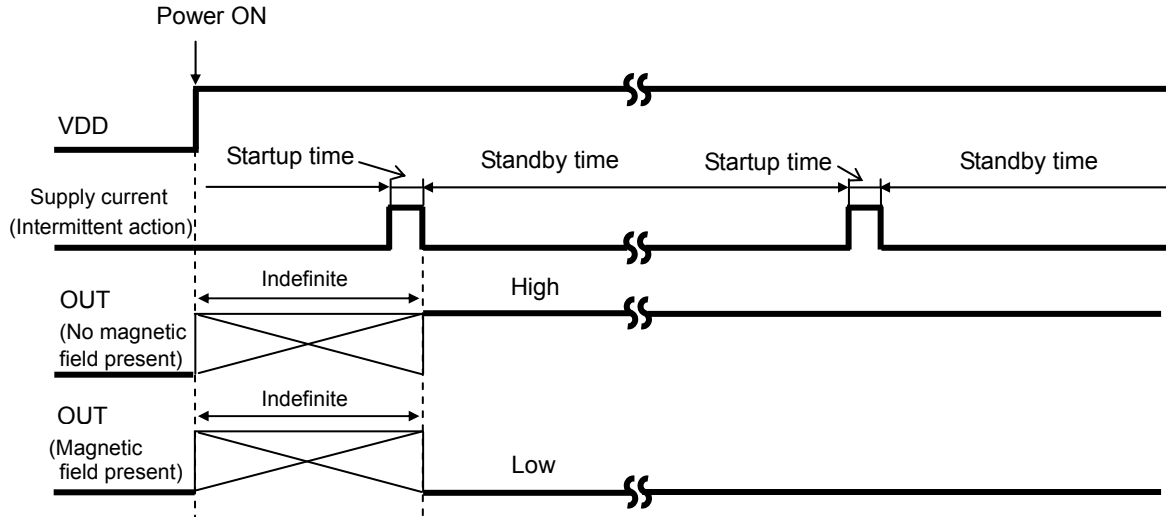 Power ON
VDD
Startup time
Standby time
Startup time
Standby time
Supply current
(Intermittent action)
Indefinite
High
OUT
(No magnetic
field present)
Indefinite
OUT
(Magnetic
field present)
Low